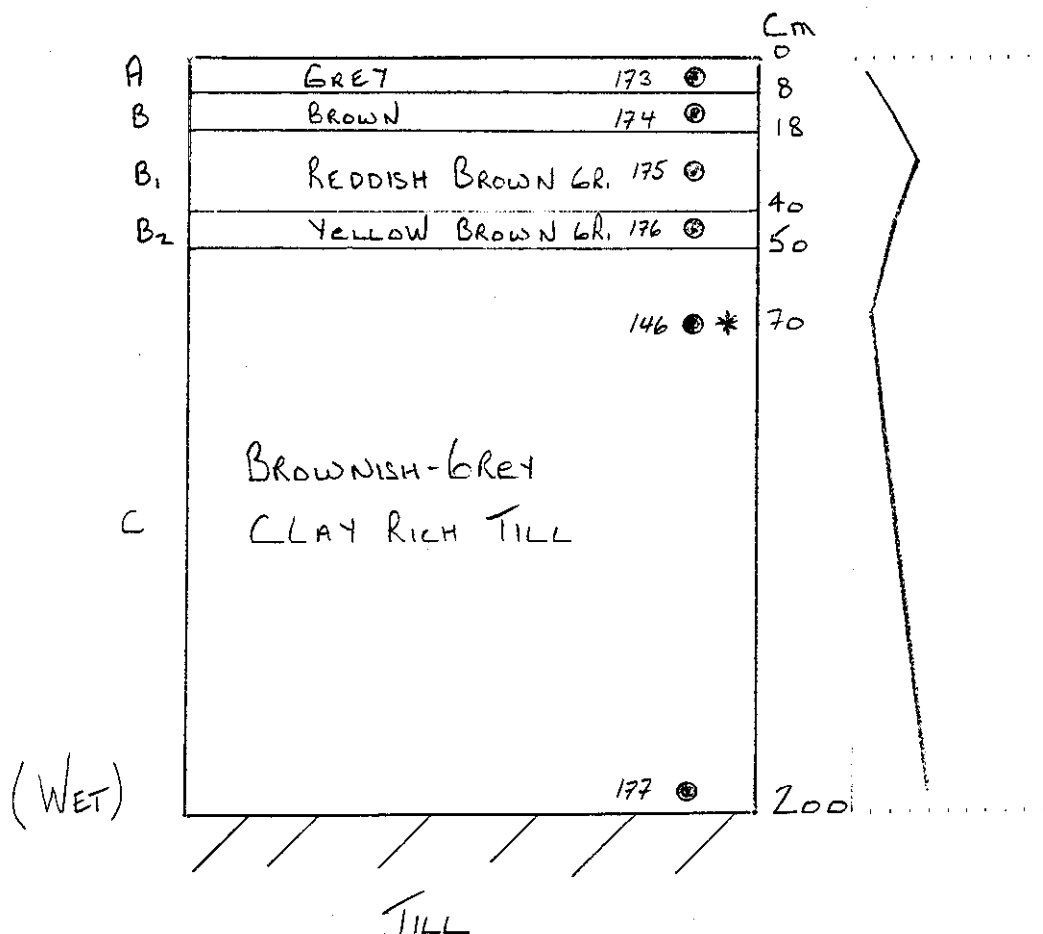 Cm
0
A GREY 173 8
B BROWN 174 18
B1 REDDISH BROWN GR. 175 40
B2 YELLOW BROWN GR. 176 50
146 * 70
BROWNISH-GREY
C CLAY RICH TILL
(WET) 177 200
TILL